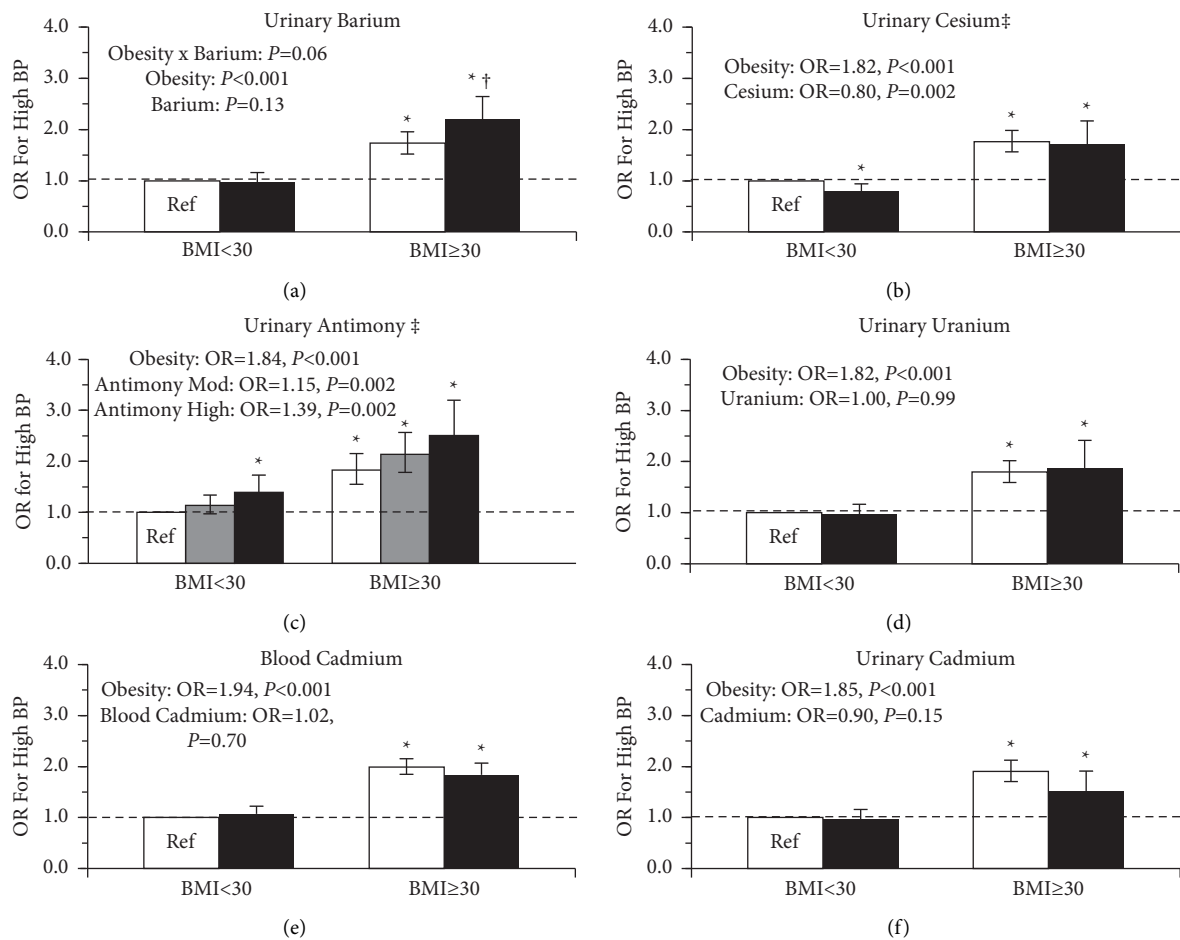 Urinary Barium
Obesity x Barium: P=0.06
Obesity: P<0.001
Barium: P=0.13
OR For High BP
4.0
3.0
2.0
1.0
0.0
* †
*
Ref
BMI<30
BMI≥30
(a)
Urinary Cesium‡
Obesity: OR=1.82, P<0.001
Cesium: OR=0.80, P=0.002
OR For High BP
4.0
3.0
2.0
1.0
0.0
*
*
*
Ref
BMI<30
BMI≥30
(b)
Urinary Antimony ‡
Obesity: OR=1.84, P<0.001
Antimony Mod: OR=1.15, P=0.002
Antimony High: OR=1.39, P=0.002
OR for High BP
4.0
3.0
2.0
1.0
0.0
*
*
*
*
Ref
BMI<30
BMI≥30
(c)
Urinary Uranium
Obesity: OR=1.82, P<0.001
Uranium: OR=1.00, P=0.99
OR For High BP
4.0
3.0
2.0
1.0
0.0
*
*
Ref
BMI<30
BMI≥30
(d)
Blood Cadmium
Obesity: OR=1.94, P<0.001
Blood Cadmium: OR=1.02,
P=0.70
OR For High BP
4.0
3.0
2.0
1.0
0.0
*
*
Ref
BMI<30
BMI≥30
(e)
Urinary Cadmium
Obesity: OR=1.85, P<0.001
Cadmium: OR=0.90, P=0.15
OR For High BP
4.0
3.0
2.0
1.0
0.0
*
*
Ref
BMI<30
BMI≥30
(f)